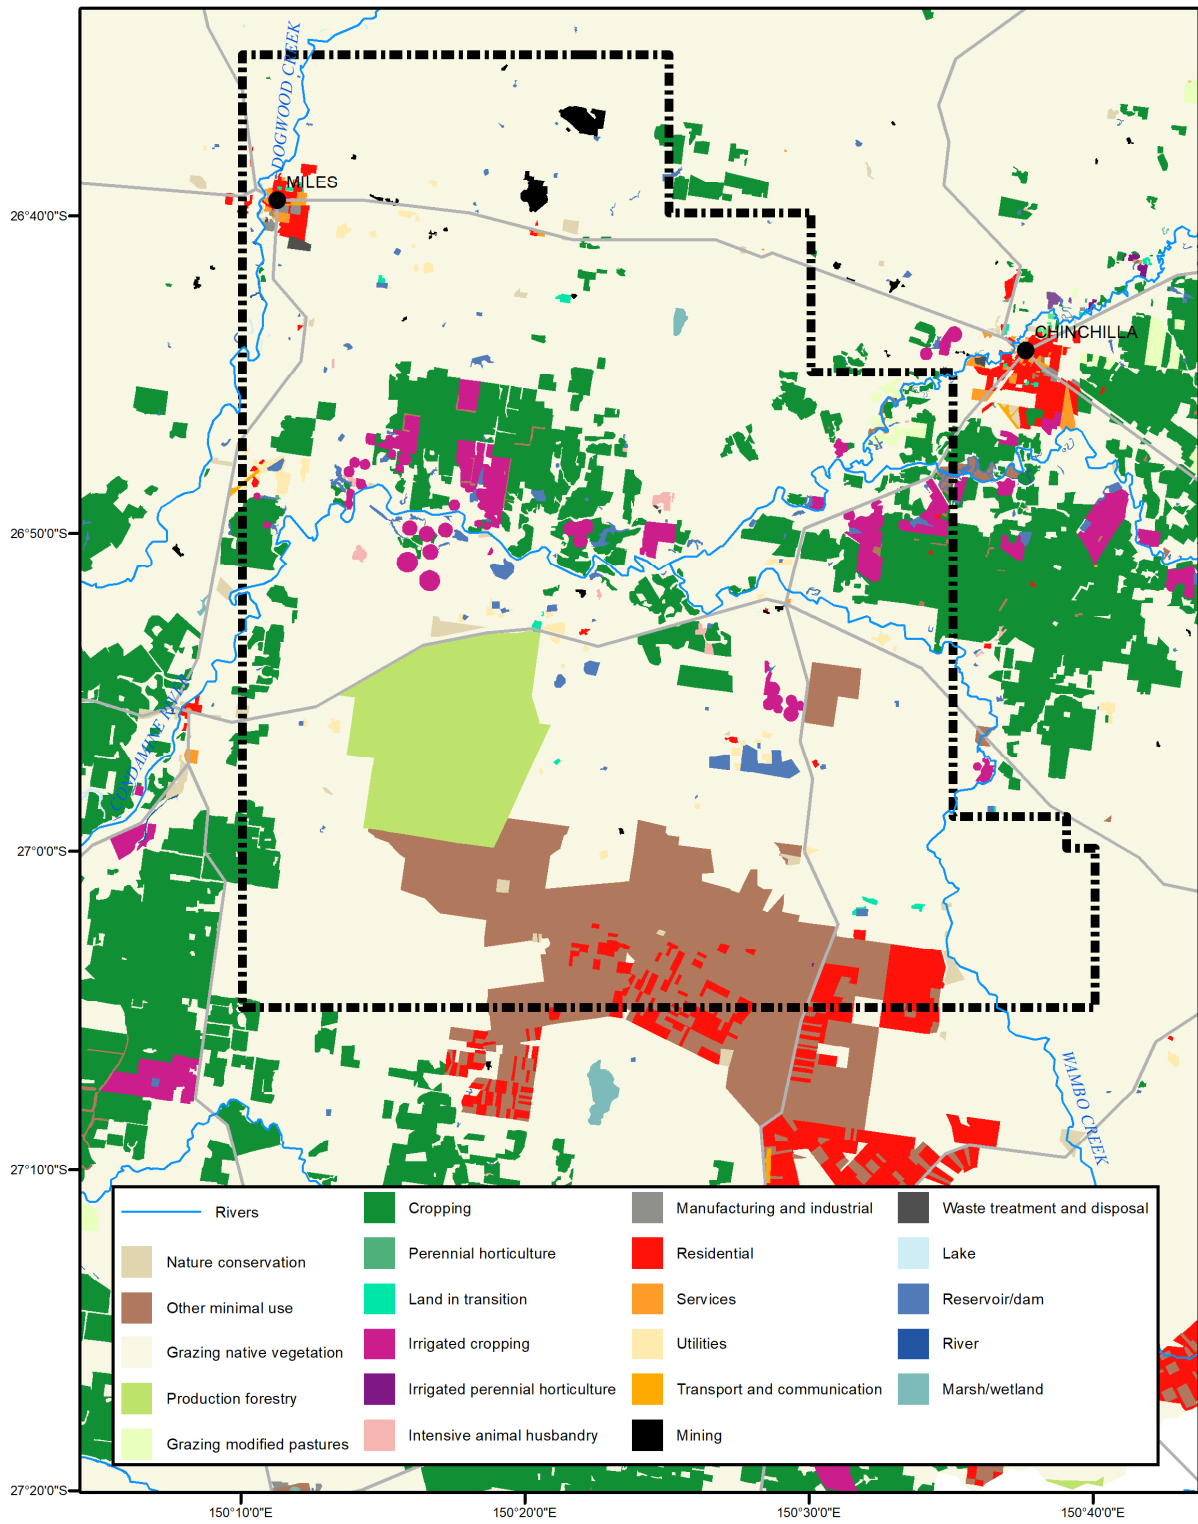 DOGWOOD CREEK
MILES
26°40'0"S
CHINCHILLA
26°50'0"S
CONDAMINE RIVER
27°0'0"S
WAMBO CREEK
27°10'0"S
Rivers
Nature conservation
Other minimal use
Grazing native vegetation
Production forestry
Grazing modified pastures
Cropping
Perennial horticulture
Land in transition
Irrigated cropping
Irrigated perennial horticulture
Intensive animal husbandry
Manufacturing and industrial
Residential
Services
Utilities
Transport and communication
Mining
Waste treatment and disposal
Lake
Reservoir/dam
River
Marsh/wetland
27°20'0"S
150°10'0"E
150°20'0"E
150°30'0"E
150°40'0"E